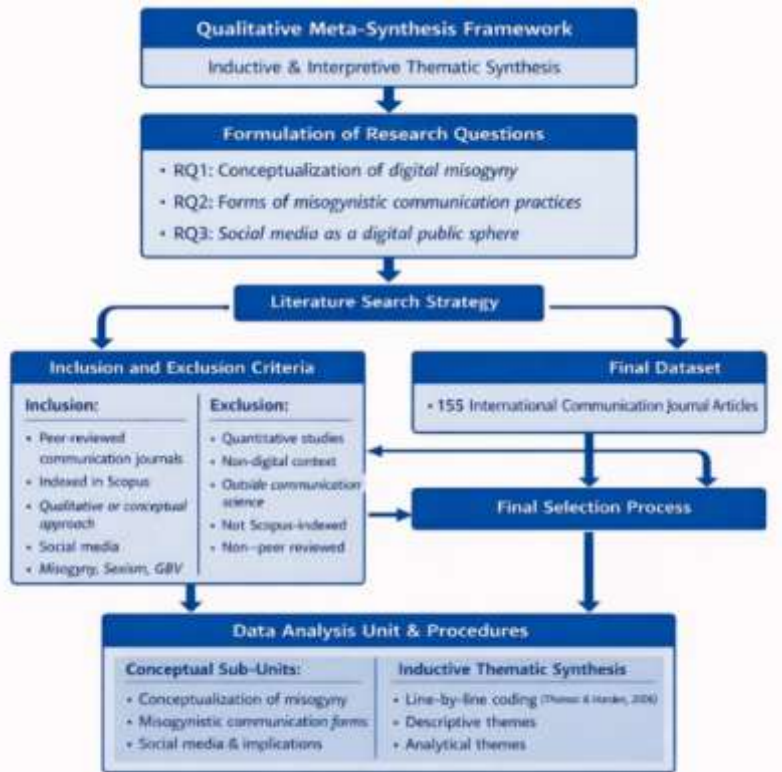 Qualitative Meta-Synthesis Framework
Inductive & Interpretive Thematic Synthesis
Formulation of Research Questions
• RQ1: Conceptualization of digital misogyny
• RQ2: Forms of misogynistic communication practices
• RQ3: Social media as a digital public sphere
Literature Search Strategy
Inclusion and Exclusion Criteria
Inclusion:
• Peer-reviewed
communication journals
• Indexed in Scopus
• Qualitative or conceptual
approach
• Social media
• Misogyny, Sexism, GBV
Exclusion:
• Quantitative studies
• Non-digital context
• Outside communication
science
• Not Scopus-indexed
• Non-peer reviewed
Final Dataset
• 155 International Communication Journal Articles
Final Selection Process
Data Analysis Unit & Procedures
Conceptual Sub-Units:
• Conceptualization of misogyny
• Misogynistic communication forms
• Social media & implications
Inductive Thematic Synthesis
• Line-by-line coding (Thomas & Harden,
• Descriptive themes
• Analytical themes